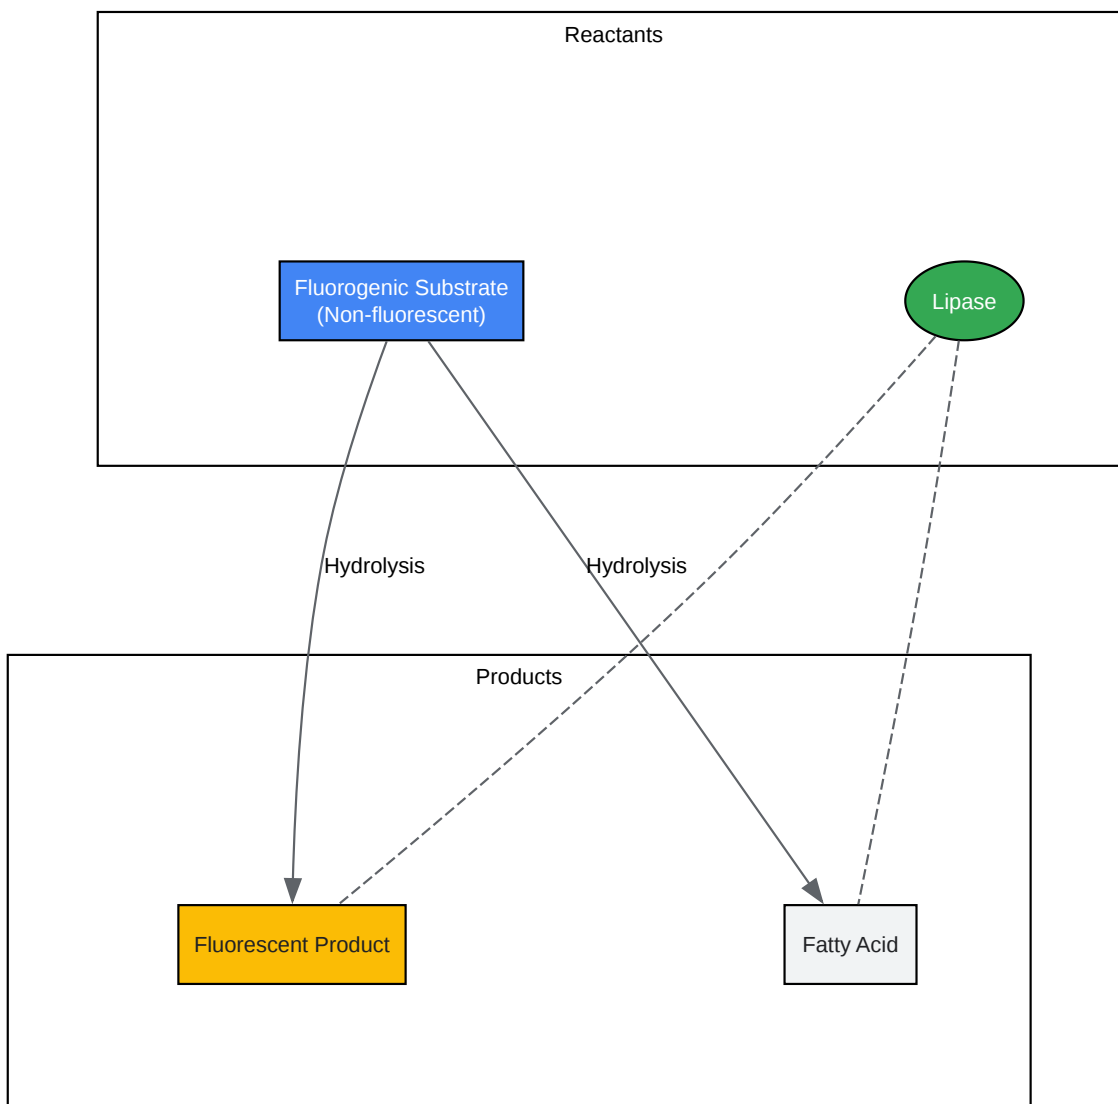 Reactants
Fluorogenic Substrate
(Non-fluorescent)
Lipase
Hydrolysis
Hydrolysis
Products
Fluorescent Product
Fatty Acid